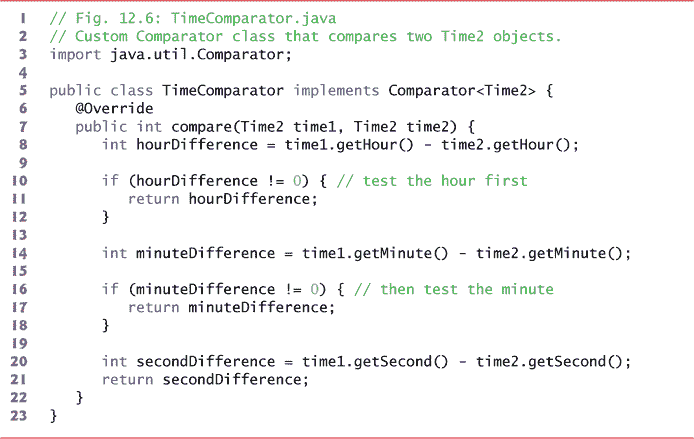 1 // Fig. 12.6: TimeComparator.java
2 // Custom Comparator class that compares two Time2 objects.
3 import java.util.Comparator;
4
5 public class TimeComparator implements Comparator<Time2> {
6    @Override
7    public int compare(Time2 time1, Time2 time2) {
8       int hourDifference = time1.getHour() - time2.getHour();
9
10       if (hourDifference != 0) { // test the hour first
11          return hourDifference;
12       }
13
14       int minuteDifference = time1.getMinute() - time2.getMinute();
15
16       if (minuteDifference != 0) { // then test the minute
17          return minuteDifference;
18       }
19
20       int secondDifference = time1.getSecond() - time2.getSecond();
21       return secondDifference;
22    }
23 }